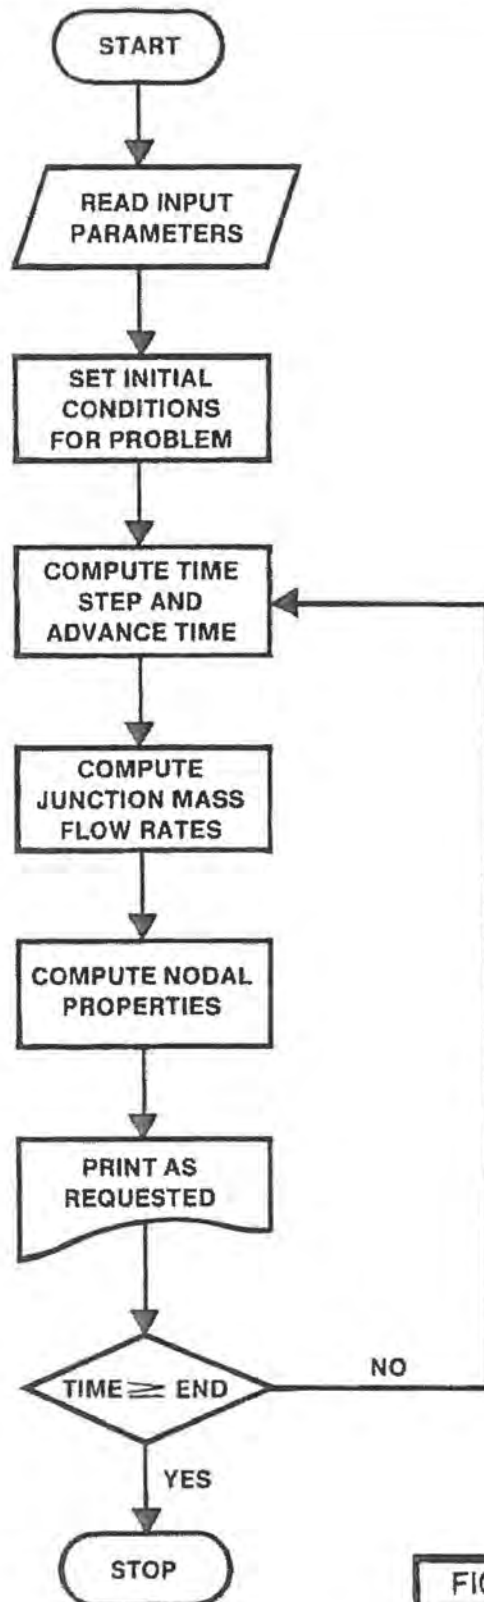 START
READ INPUT
PARAMETERS
SET INITIAL
CONDITIONS
FOR PROBLEM
COMPUTE TIME
STEP AND
ADVANCE TIME
COMPUTE
JUNCTION MASS
FLOW RATES
COMPUTE NODAL
PROPERTIES
PRINT AS
REQUESTED
TIME ≧ END
NO
YES
STOP